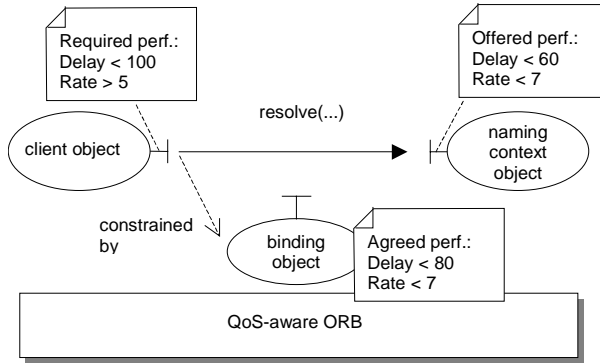 Required perf.:
Delay < 100
Rate > 5
Offered perf.:
Delay < 60
Rate < 7
resolve(...)
client object
naming
context
object
constrained
by
binding
object
Agreed perf.:
Delay < 80
Rate < 7
QoS-aware ORB